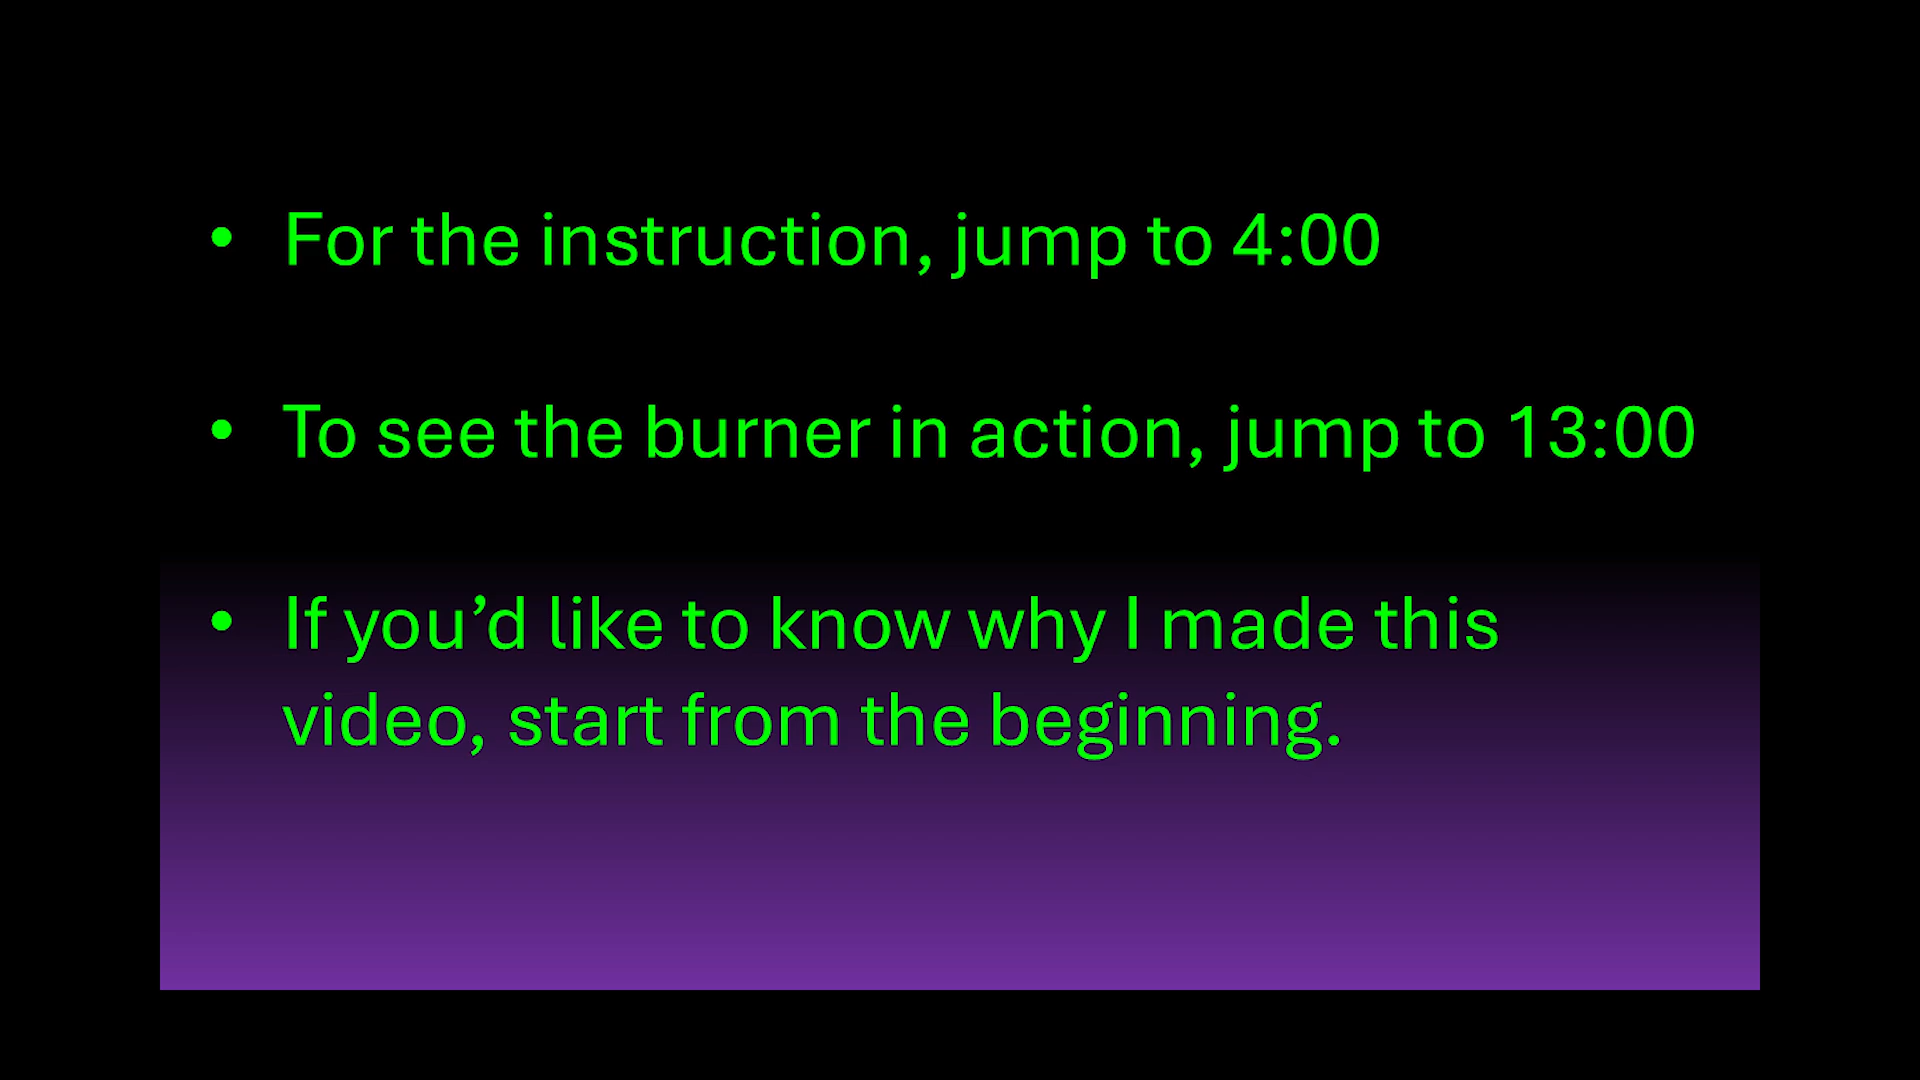 • For the instruction, jump to 4:00
• To see the burner in action, jump to 13:00
• If you’d like to know why I made this
video, start from the beginning.